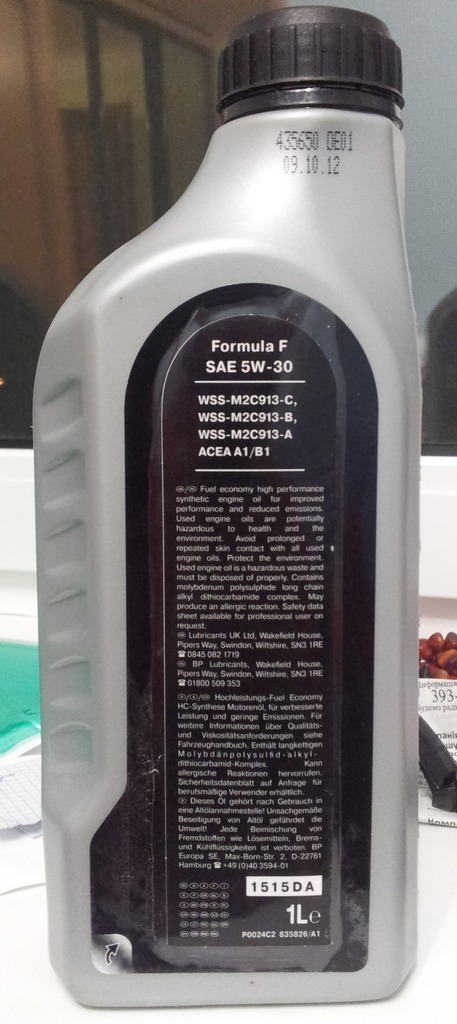 435650 DE01
09.10.12
Formula F
SAE 5W-30
WSS-M2C913-C,
WSS-M2C913-B,
WSS-M2C913-A
ACEA A1/B1
Fuel economy high performance
synthetic engine oil for improved
performance and reduced emissions.
Used engine oils are potentially
hazardous to health and the
environment. Avoid prolonged or
repeated skin contact with all used
engine oils. Protect the environment.
Used engine oil is a hazardous waste and
must be disposed of properly. Contains
molybdenum polysulphide long chain
alkyl dithiocarbamide complex. May
produce an allergic reaction. Safety data
sheet available for professional user on
request.
Lubricants UK Ltd, Wakefield House,
Pipers Way, Swindon, Wiltshire, SN3 1RE
☎ 0845 082 1719
BP Lubricants, Wakefield House,
Pipers Way, Swindon, Wiltshire, SN3 1RE
☎ 01800 509 353
Hochleistungs-Fuel Economy
HC-Synthese Motorenöl, für verbesserte
Leistung und geringe Emissionen. Für
weitere Informationen über Qualitäts-
und Viskositätsanforderungen siehe
Fahrzeughandbuch. Enthält langkettigen
Molybdänpolysulfid-alkyl-
dithiocarbamid-Komplex. Kann
allergische Reaktionen hervorrufen.
Sicherheitsdatenblatt auf Anfrage für
berufsmäßige Verwender erhältlich.
Dieses Öl gehört nach Gebrauch in
eine Altölannahmestelle! Unsachgemäße
Beseitigung von Altöl gefährdet die
Umwelt! Jede Beimischung von
Fremdstoffen wie Lösemitteln, Brems-
und Kühlflüssigkeiten ist verboten. BP
Europa SE, Max-Born-Str. 2, D-22761
Hamburg ☎ +49 (0)40 3594-01
1515DA
1L℮
P0024C2 835826/A1
393-